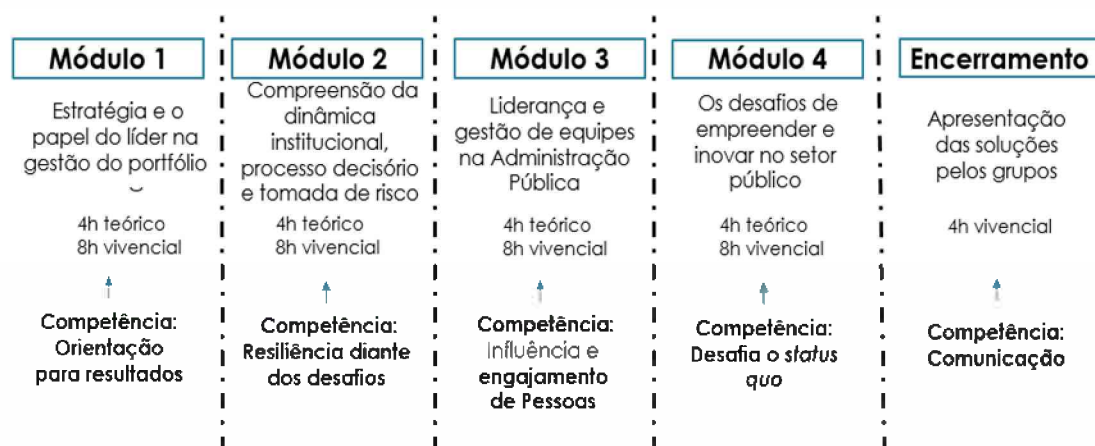 Módulo 1
Estratégia e o
papel do líder na
gestão do portfólio
4h teórico
8h vivencial
Competência:
Orientação
para resultados
Módulo 2
Compreensão da
dinâmica
institucional,
processo decisório
e tomada de risco
4h teórico
8h vivencial
Competência:
Resiliência diante
dos desafios
Módulo 3
Liderança e
gestão de equipes
na Administração
Pública
4h teórico
8h vivencial
Competência:
Influência e
engajamento
de Pessoas
Módulo 4
Os desafios de
empreender e
inovar no setor
público
4h teórico
8h vivencial
Competência:
Desafia o status
quo
Encerramento
Apresentação
das soluções
pelos grupos
4h vivencial
Competência:
Comunicação